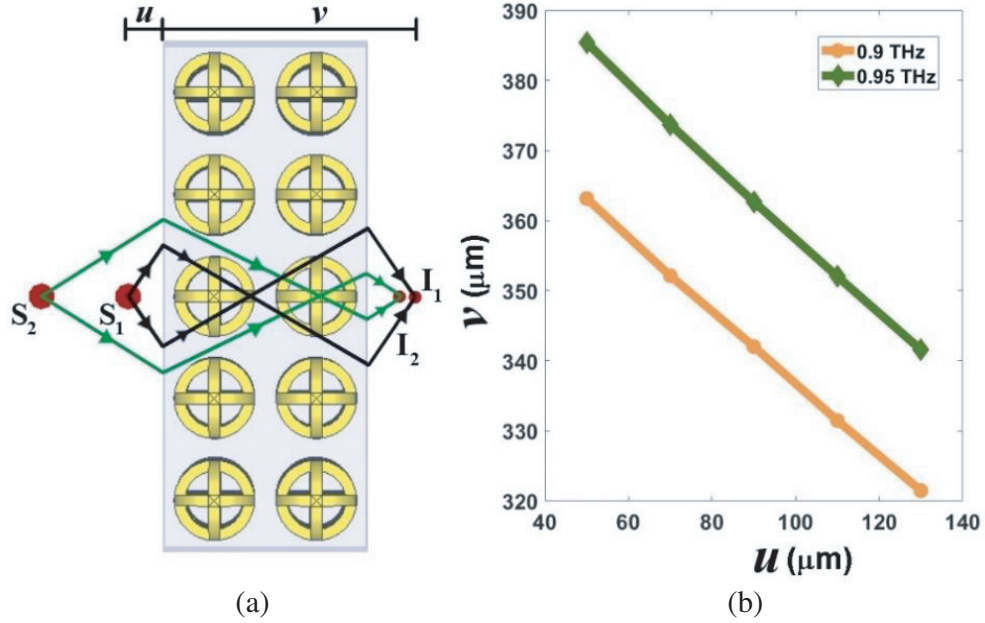 u
v
S₂
S₁
I₁
I₂
(a)
390
380
370
360
350
340
330
320
40
60
80
100
120
140
v (μm)
u (μm)
0.9 THz
0.95 THz
(b)